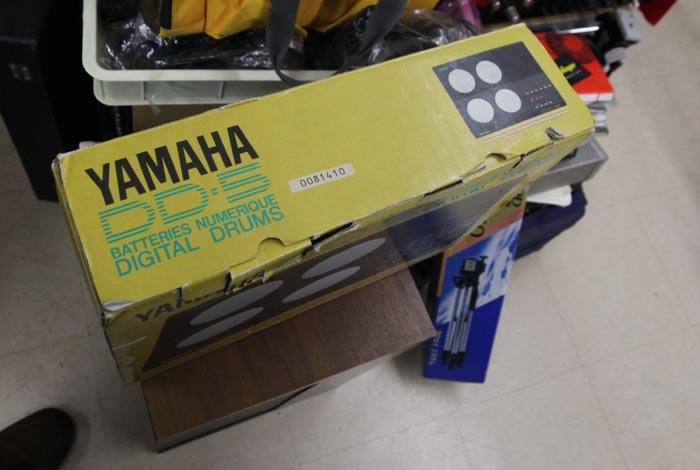 YAMAHA
DD-5
BATTERIES NUMERIQUE
DIGITAL DRUMS
0081410
YAMAHA